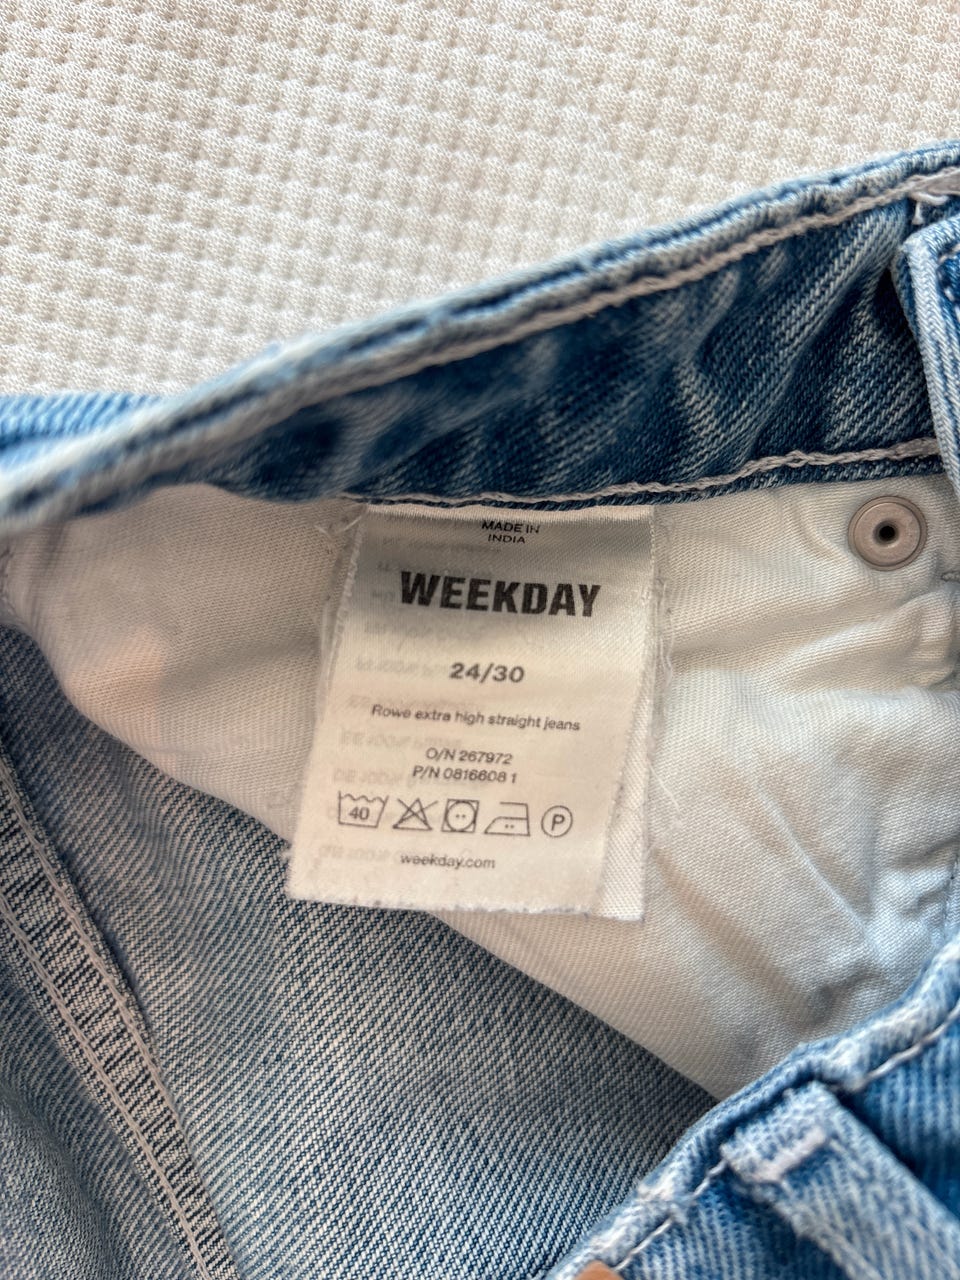 MADE IN
INDIA
WEEKDAY
24/30
Rowe extra high straight jeans
O/N 267972
P/N 0816608 1
40 P
weekday.com